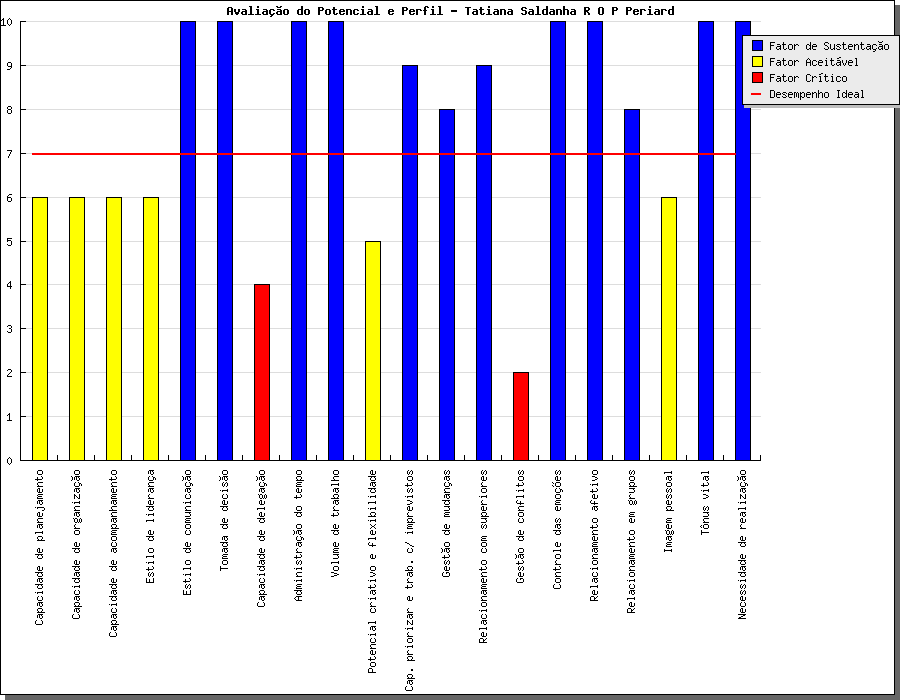 Avaliação do Potencial e Perfil - Tatiana Saldanha R O P Periard
Fator de Sustentação
Fator Aceitável
Fator Crítico
Desempenho Ideal
10
9
8
7
6
5
4
3
2
1
0
Capacidade de planejamento
Capacidade de organização
Capacidade de acompanhamento
Estilo de liderança
Estilo de comunicação
Tomada de decisão
Capacidade de delegação
Administração do tempo
Volume de trabalho
Potencial criativo e flexibilidade
Cap. priorizar e trab. c/ imprevistos
Gestão de mudanças
Relacionamento com superiores
Gestão de conflitos
Controle das emoções
Relacionamento afetivo
Relacionamento em grupos
Imagem pessoal
Tônus vital
Necessidade de realização